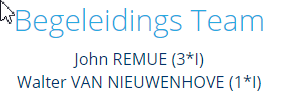 Begeleidings Team
John REMUE (3*I)
Walter VAN NIEUWENHOVE (1*I)